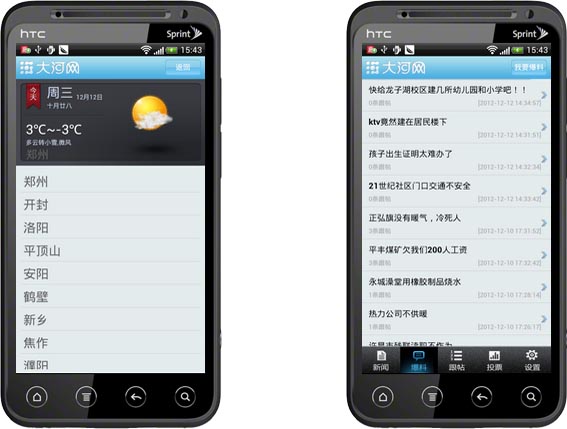 hTC
Sprint
15:43
大河网
返回
今天
周三 12月12日
十月廿八
3℃~-3℃
多云转小雪,微风
郑州
郑州
开封
洛阳
平顶山
安阳
鹤壁
新乡
焦作
濮阳
hTC
Sprint
15:43
大河网
我要爆料
快给龙子湖校区建几所幼儿园和小学吧！！
0条跟帖 [2012-12-12 14:34:57]
ktv竟然建在居民楼下
0条跟帖 [2012-12-12 14:33:51]
孩子出生证明太难办了
0条跟帖 [2012-12-12 14:32:34]
21世纪社区门口交通不安全
0条跟帖 [2012-12-12 14:33:43]
正弘旗没有暖气，冷死人
3条跟帖 [2012-12-10 17:31:52]
平丰煤矿欠我们200人工资
3条跟帖 [2012-12-10 17:32:42]
永城澡堂用橡胶制品烧水
1条跟帖 [2012-12-10 17:28:14]
热力公司不供暖
1条跟帖 [2012-12-10 17:26:17]
新闻 爆料 跟帖 投票 设置